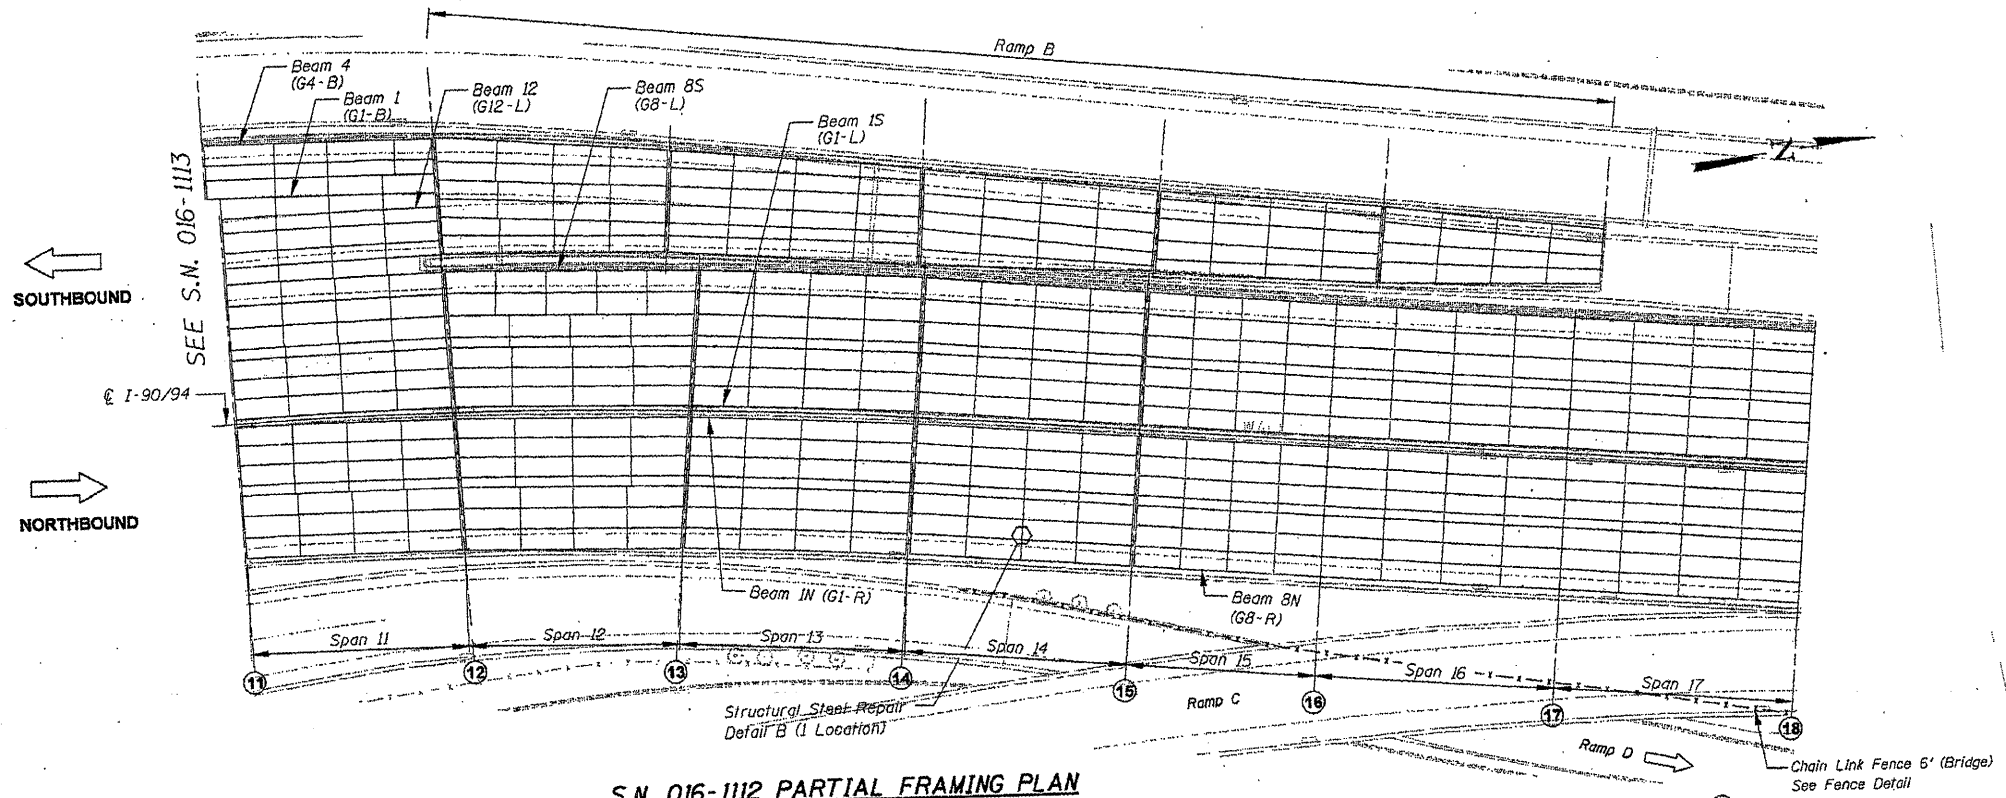 Ramp B
Beam 4
(G4-B)
Beam 1
(G1-B)
Beam 12
(G12-L)
Beam 8S
(G8-L)
Beam 1S
(G1-L)
SEE S.N. 016-1113
SOUTHBOUND
℄ I-90/94
NORTHBOUND
Beam 1N (G1-R)
Beam 8N
(G8-R)
Span 11
Span 12
Span 13
Span 14
Span 15
Span 16
Span 17
11
12
13
14
15
16
17
18
Structural Steel Repair
Detail B (1 Location)
Ramp C
Ramp D
Chain Link Fence 6' (Bridge)
See Fence Detail
S.N. 016-1112 PARTIAL FRAMING PLAN